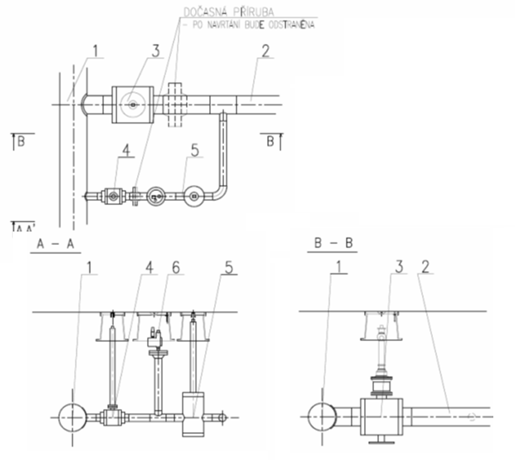 DOČASNÁ PŘÍRUBA
- PO NAVRTÁNÍ BUDE ODSTRANĚNA
1 3 2
B B
4 5
A A'
A - A B - B
1 4 6 5 1 3 2